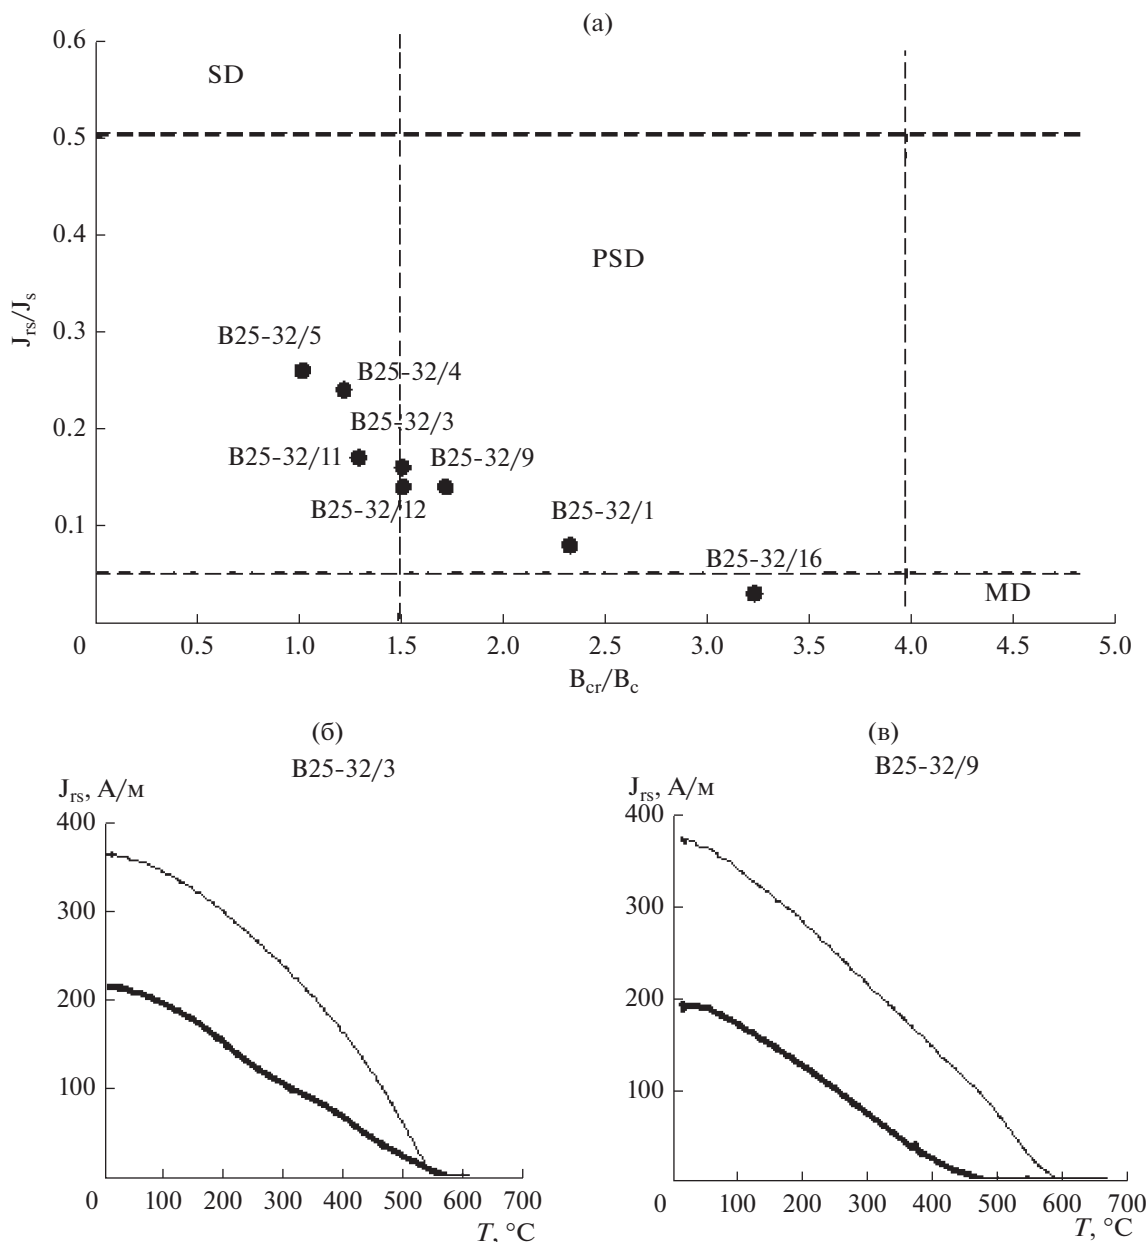 (а)
0.6
SD
0.5
0.4
PSD
J_rs/J_s
0.3
B25-32/5
B25-32/4
B25-32/3
0.2
B25-32/11
B25-32/9
B25-32/12
B25-32/1
0.1
B25-32/16
MD
0 0.5 1.0 1.5 2.0 2.5 3.0 3.5 4.0 4.5 5.0
B_cr/B_c
(б)
B25-32/3
J_rs, А/м
400
300
200
100
0 100 200 300 400 500 600 700
T, °C
(в)
B25-32/9
J_rs, А/м
400
300
200
100
0 100 200 300 400 500 600 700
T, °C